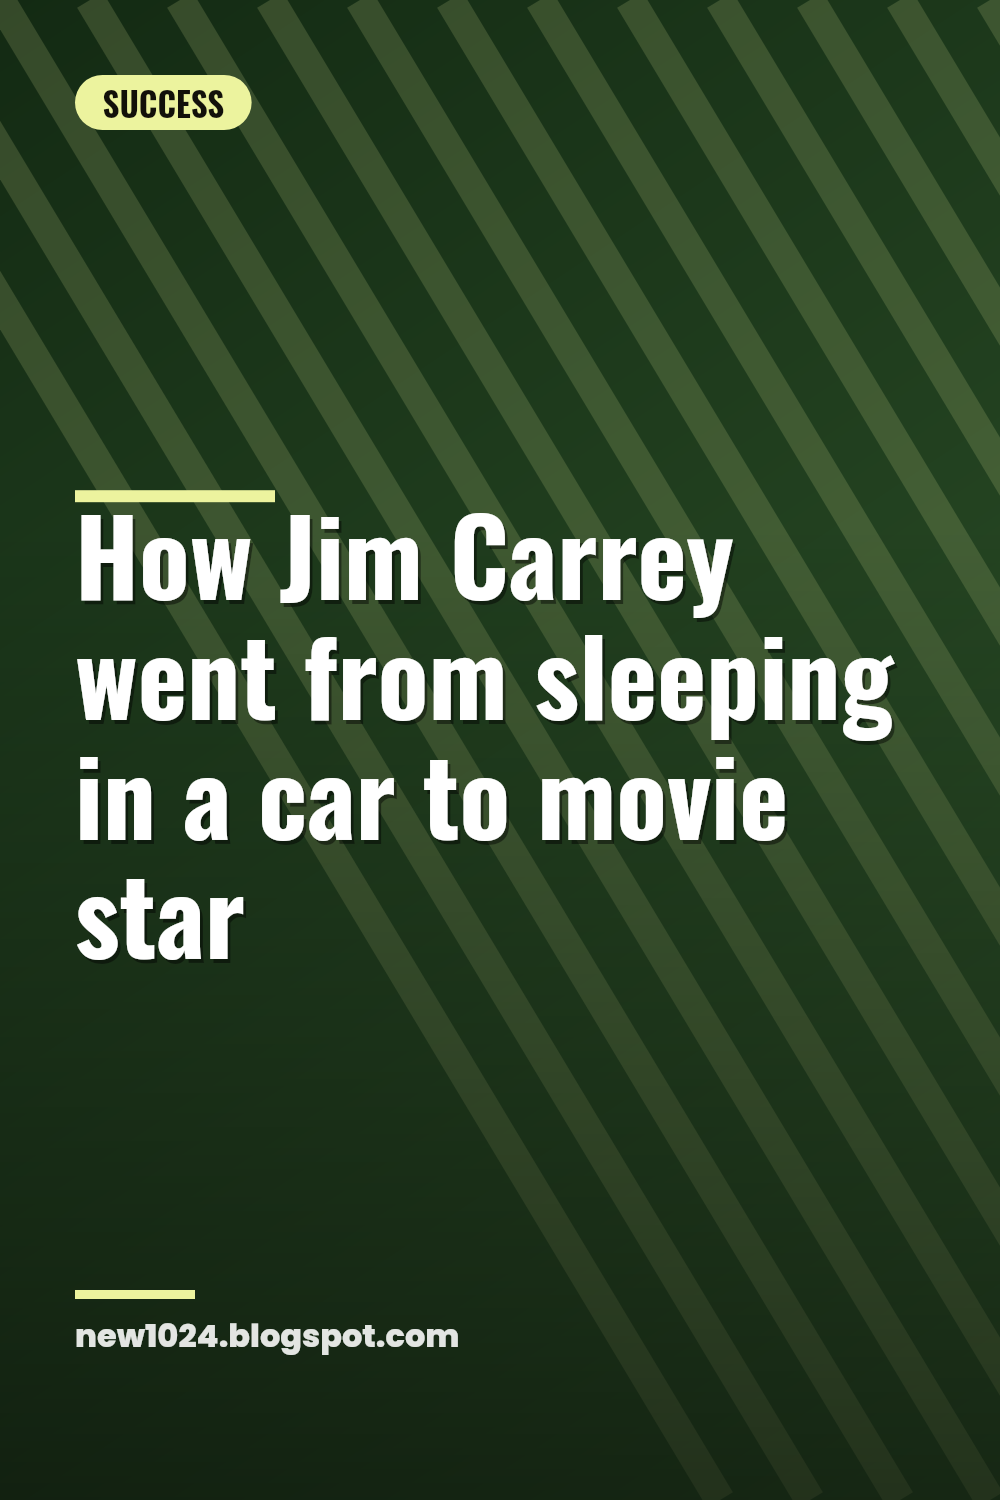 SUCCESS
How Jim Carrey
went from sleeping
in a car to movie
star
new1024.blogspot.com